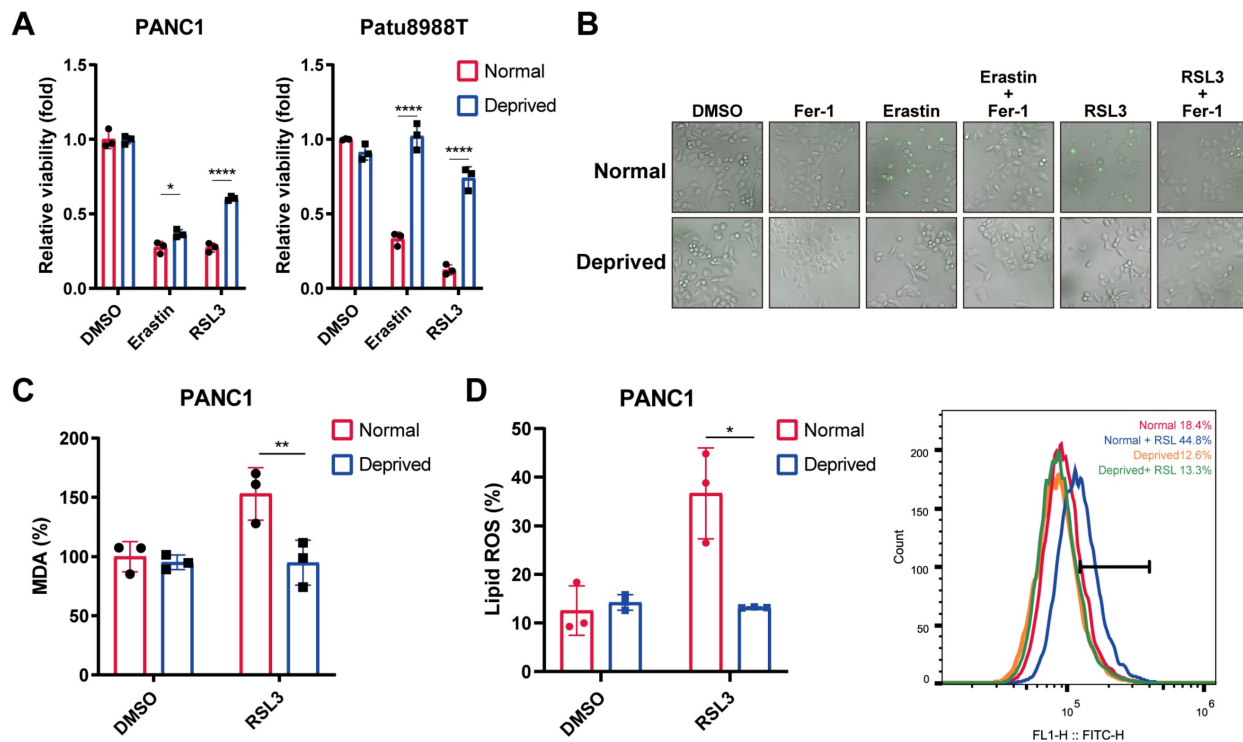 A
PANC1
Relative viability (fold)
1.5
1.0
0.5
0.0
*
****
DMSO
Erastin
RSL3
Patu8988T
Relative viability (fold)
1.5
1.0
0.5
0.0
****
****
DMSO
Erastin
RSL3
Normal
Deprived
B
DMSO
Fer-1
Erastin
Erastin
+
Fer-1
RSL3
RSL3
+
Fer-1
Normal
Deprived
C
PANC1
MDA (%)
200
150
100
50
0
**
DMSO
RSL3
Normal
Deprived
D
PANC1
Lipid ROS (%)
50
40
30
20
10
0
*
DMSO
RSL3
Normal
Deprived
Normal 18.4%
Normal + RSL 44.8%
Deprived12.6%
Deprived+ RSL 13.3%
Count
200
150
100
50
0
10⁵
10⁶
FL1-H :: FITC-H